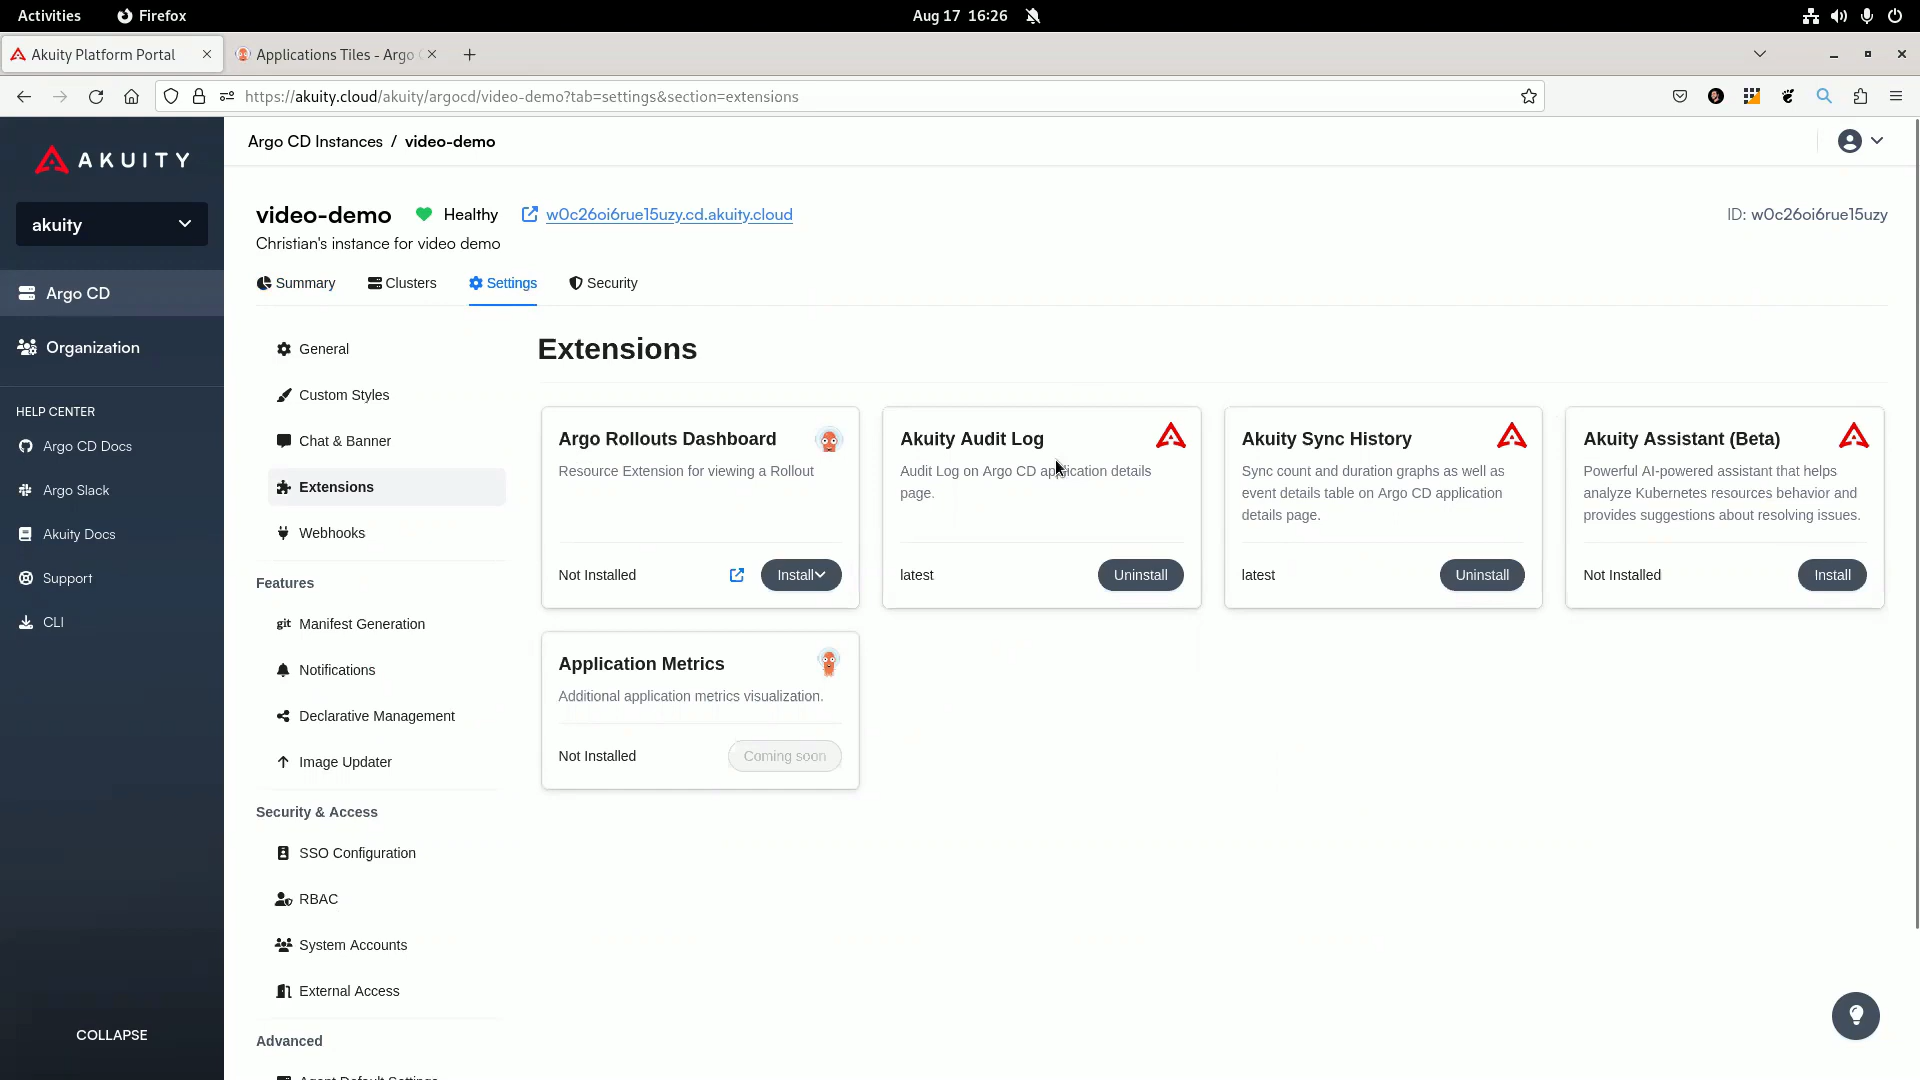 Activities Firefox Aug 17 16:26
Akuity Platform Portal Applications Tiles - Argo
https://akuity.cloud/akuity/argocd/video-demo?tab=settings&section=extensions
AKUITY
akuity
Argo CD
Organization
HELP CENTER
Argo CD Docs
Argo Slack
Akuity Docs
Support
CLI
COLLAPSE
Argo CD Instances / video-demo
video-demo Healthy w0c26oi6rue15uzy.cd.akuity.cloud ID: w0c26oi6rue15uzy
Christian's instance for video demo
Summary Clusters Settings Security
General
Custom Styles
Chat & Banner
Extensions
Webhooks
Features
git Manifest Generation
Notifications
Declarative Management
Image Updater
Security & Access
SSO Configuration
RBAC
System Accounts
External Access
Advanced
Agent Default Settings
Extensions
Argo Rollouts Dashboard
Resource Extension for viewing a Rollout
Not Installed Install
Akuity Audit Log
Audit Log on Argo CD application details
page.
latest Uninstall
Akuity Sync History
Sync count and duration graphs as well as
event details table on Argo CD application
details page.
latest Uninstall
Akuity Assistant (Beta)
Powerful AI-powered assistant that helps
analyze Kubernetes resources behavior and
provides suggestions about resolving issues.
Not Installed Install
Application Metrics
Additional application metrics visualization.
Not Installed Coming soon